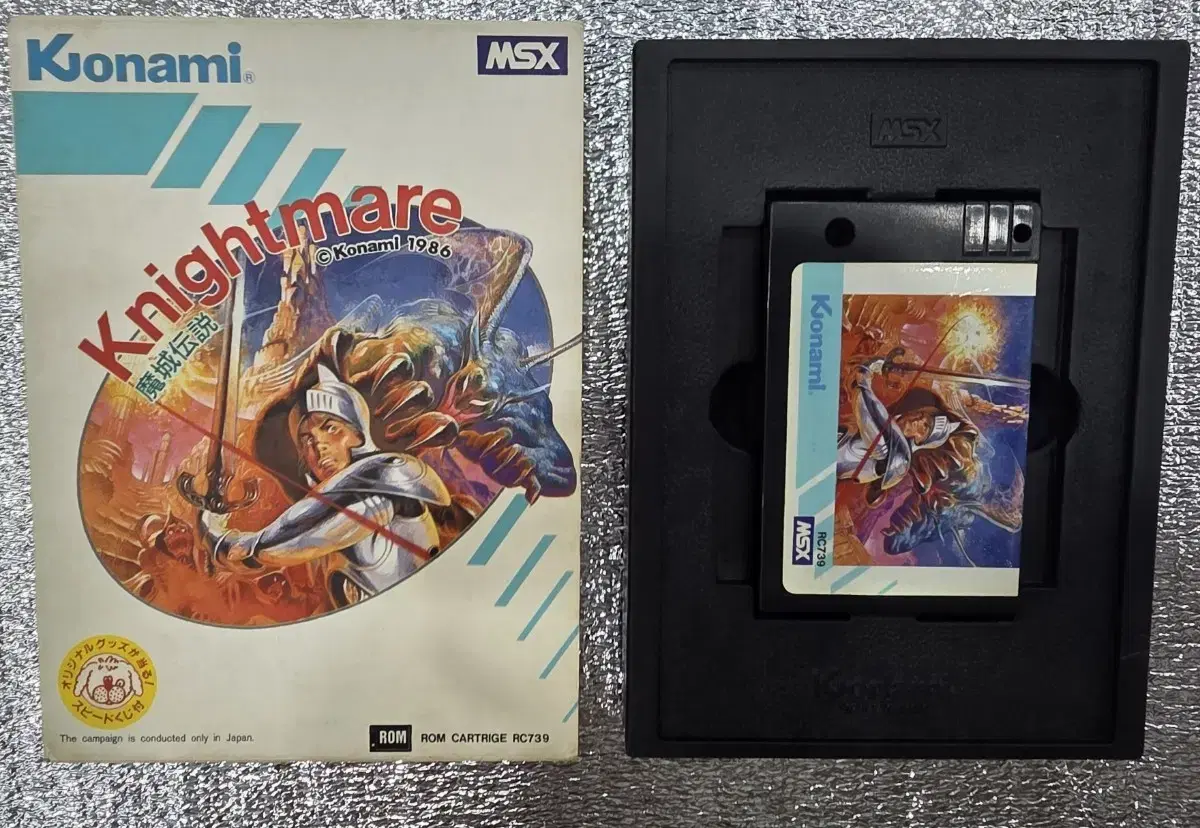 Konami®
MSX
Knightmare
©Konami 1986
魔城伝説
オリジナルグッズが当る!
スピードくじ付
The campaign is conducted only in Japan.
ROM
ROM CARTRIGE RC739
MSX
Konami
MSX
RC739
Konami